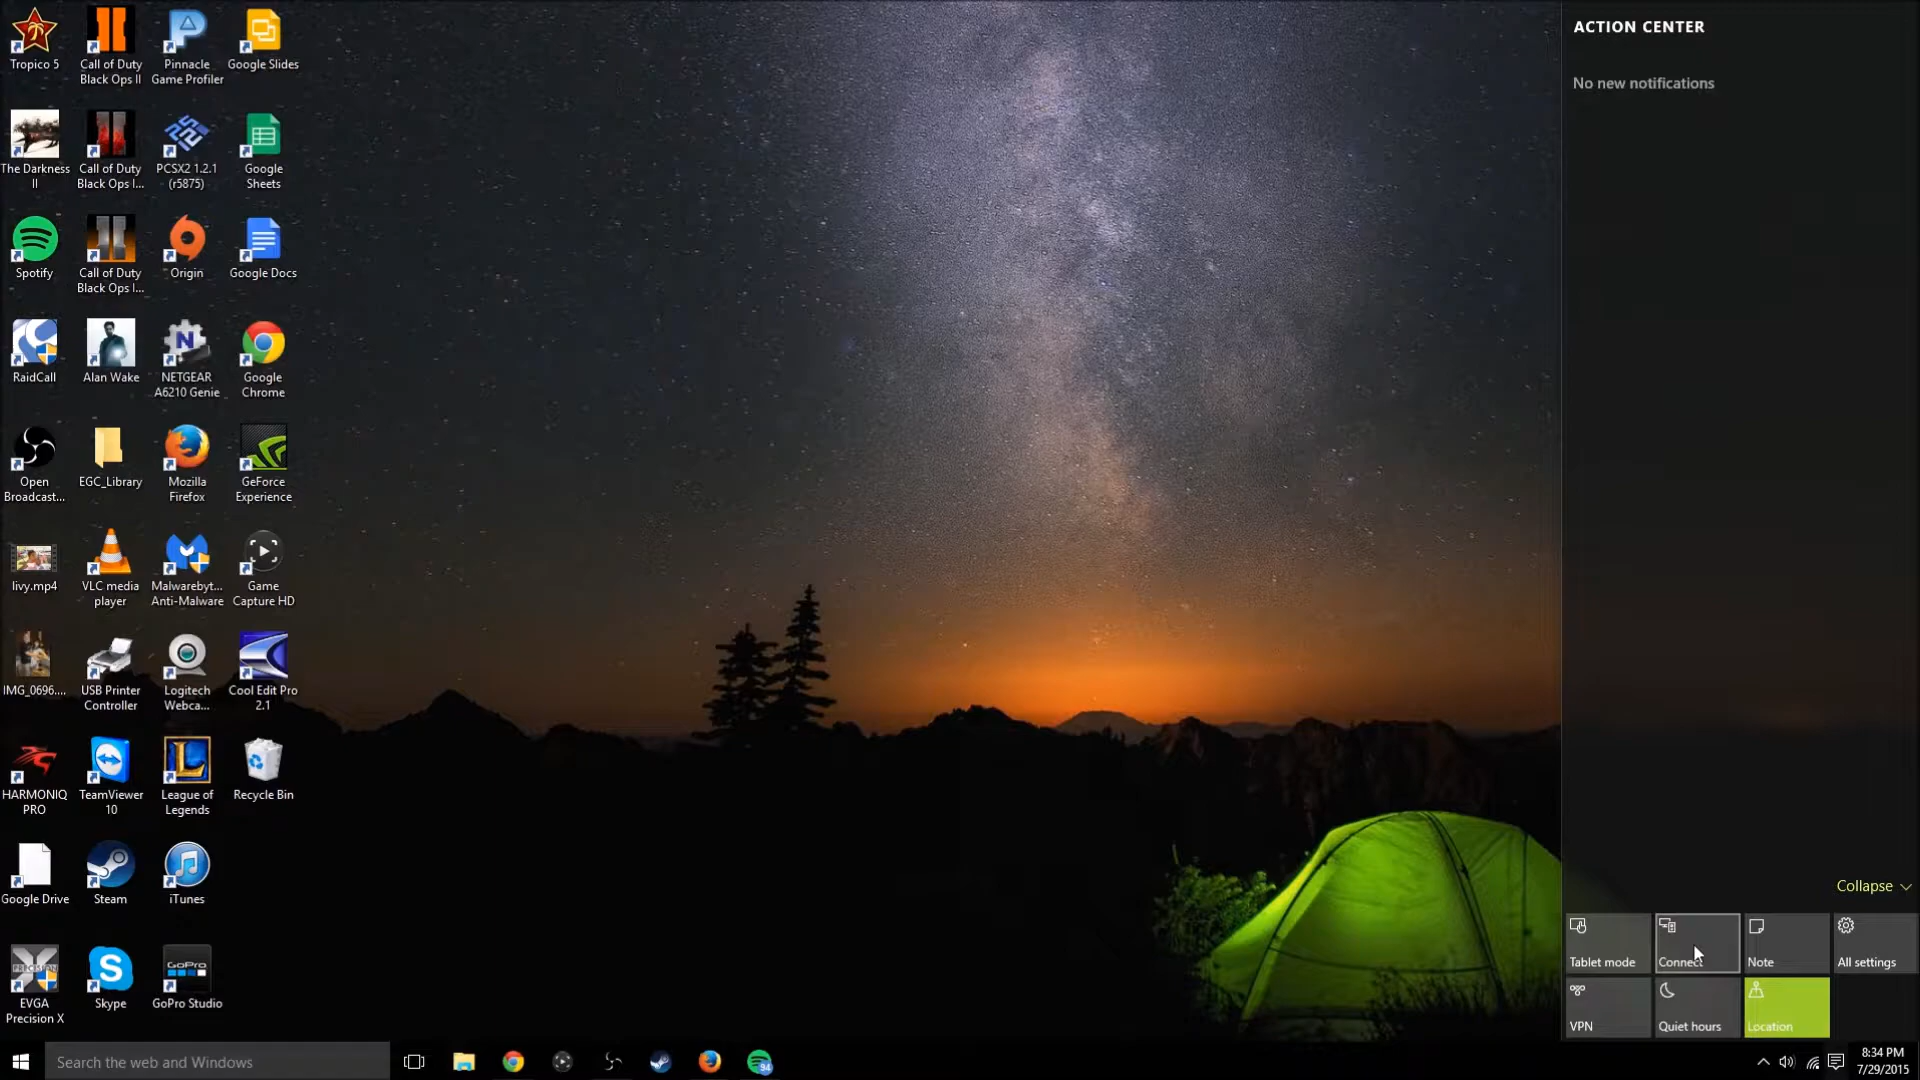 Tropico 5
Call of Duty
Black Ops II
Pinnacle
Game Profiler
Google Slides
The Darkness
II
Call of Duty
Black Ops I...
PCSX2 1.2.1
(r5875)
Google
Sheets
Spotify
Call of Duty
Black Ops I...
Origin
Google Docs
RaidCall
Alan Wake
N
NETGEAR
A6210 Genie
Google
Chrome
Open
Broadcast...
EGC_Library
Mozilla
Firefox
GeForce
Experience
livy.mp4
VLC media
player
Malwarebyt...
Anti-Malware
Game
Capture HD
IMG_0696....
USB Printer
Controller
Logitech
Webca...
Cool Edit Pro
2.1
HARMONIQ
PRO
TeamViewer
10
L
League of
Legends
Recycle Bin
Google Drive
Steam
iTunes
PRECISION
EVGA
Precision X
S
Skype
GoPro
GoPro Studio
ACTION CENTER
No new notifications
Collapse
Tablet mode
Connect
Note
All settings
VPN
Quiet hours
Location
Search the web and Windows
94
8:34 PM
7/29/2015